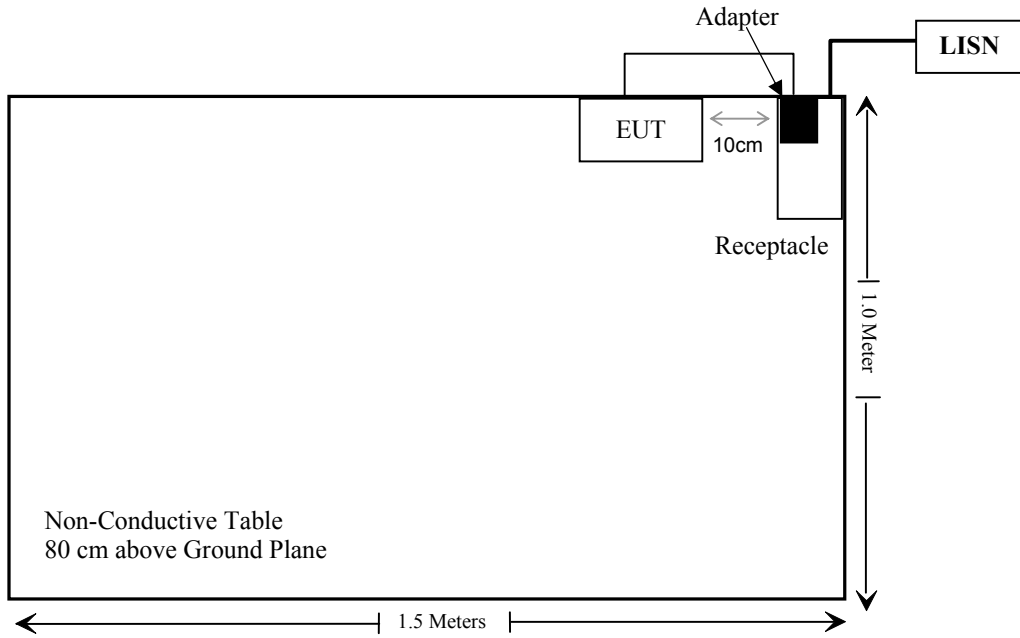 Adapter
LISN
EUT
10cm
Receptacle
1.0 Meter
Non-Conductive Table
80 cm above Ground Plane
1.5 Meters